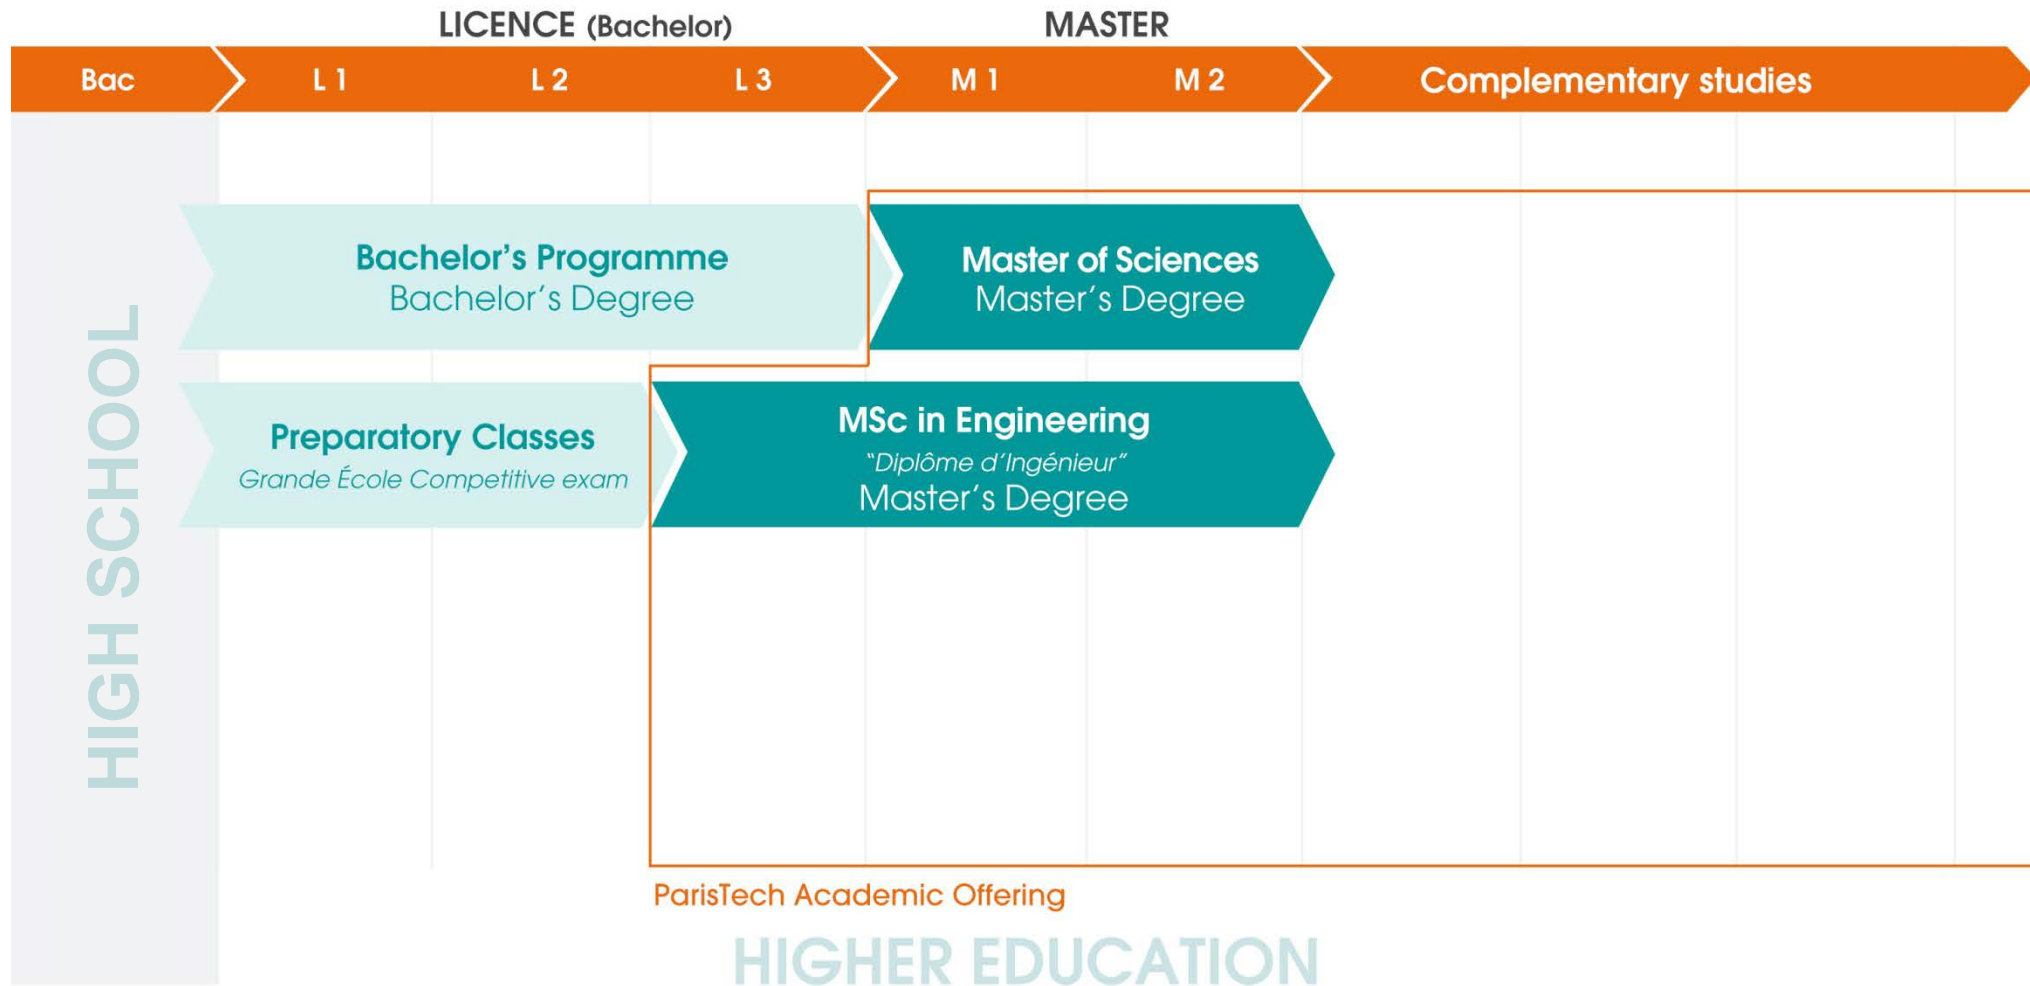 LICENCE (Bachelor)
MASTER
Bac
L 1
L 2
L 3
M 1
M 2
Complementary studies
HIGH SCHOOL
Bachelor's Programme
Bachelor's Degree
Master of Sciences
Master's Degree
Preparatory Classes
Grande École Competitive exam
MSc in Engineering
"Diplôme d'Ingénieur"
Master's Degree
ParisTech Academic Offering
HIGHER EDUCATION